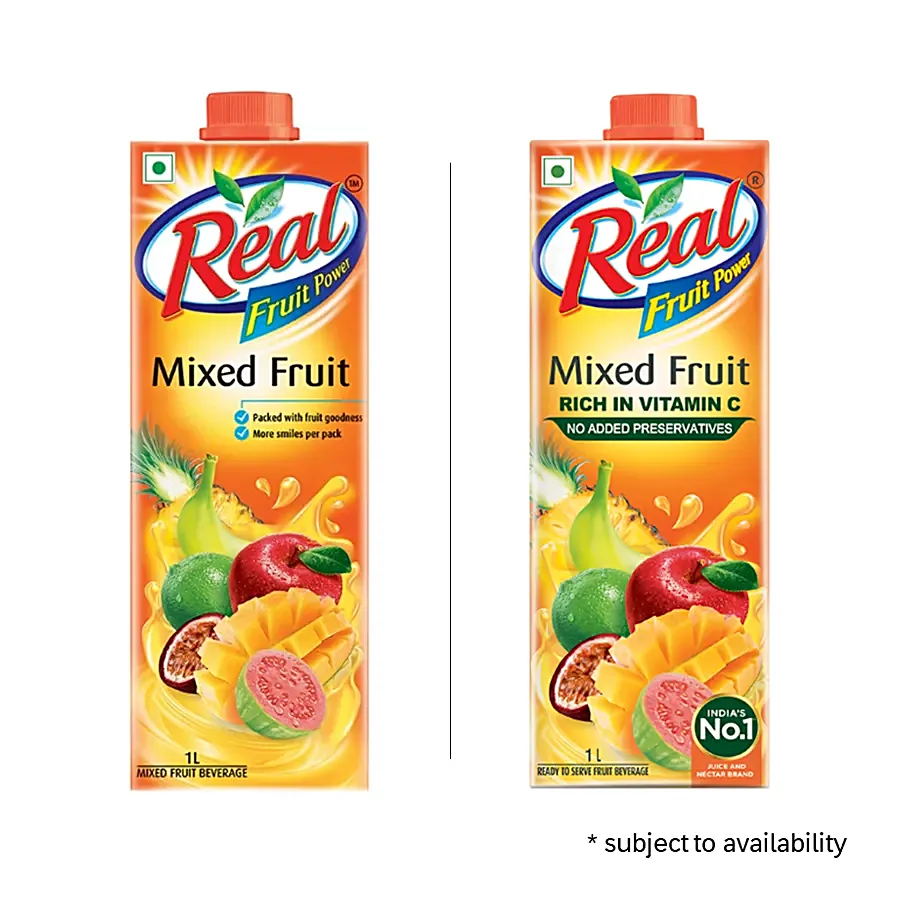 Real
TM
Fruit Power
Mixed Fruit
Packed with fruit goodness
More smiles per pack
1L
MIXED FRUIT BEVERAGE
Real
®
Fruit Power
Mixed Fruit
RICH IN VITAMIN C
NO ADDED PRESERVATIVES
INDIA'S
No.1
JUICE AND
NECTAR BRAND
1 L
READY TO SERVE FRUIT BEVERAGE
* subject to availability